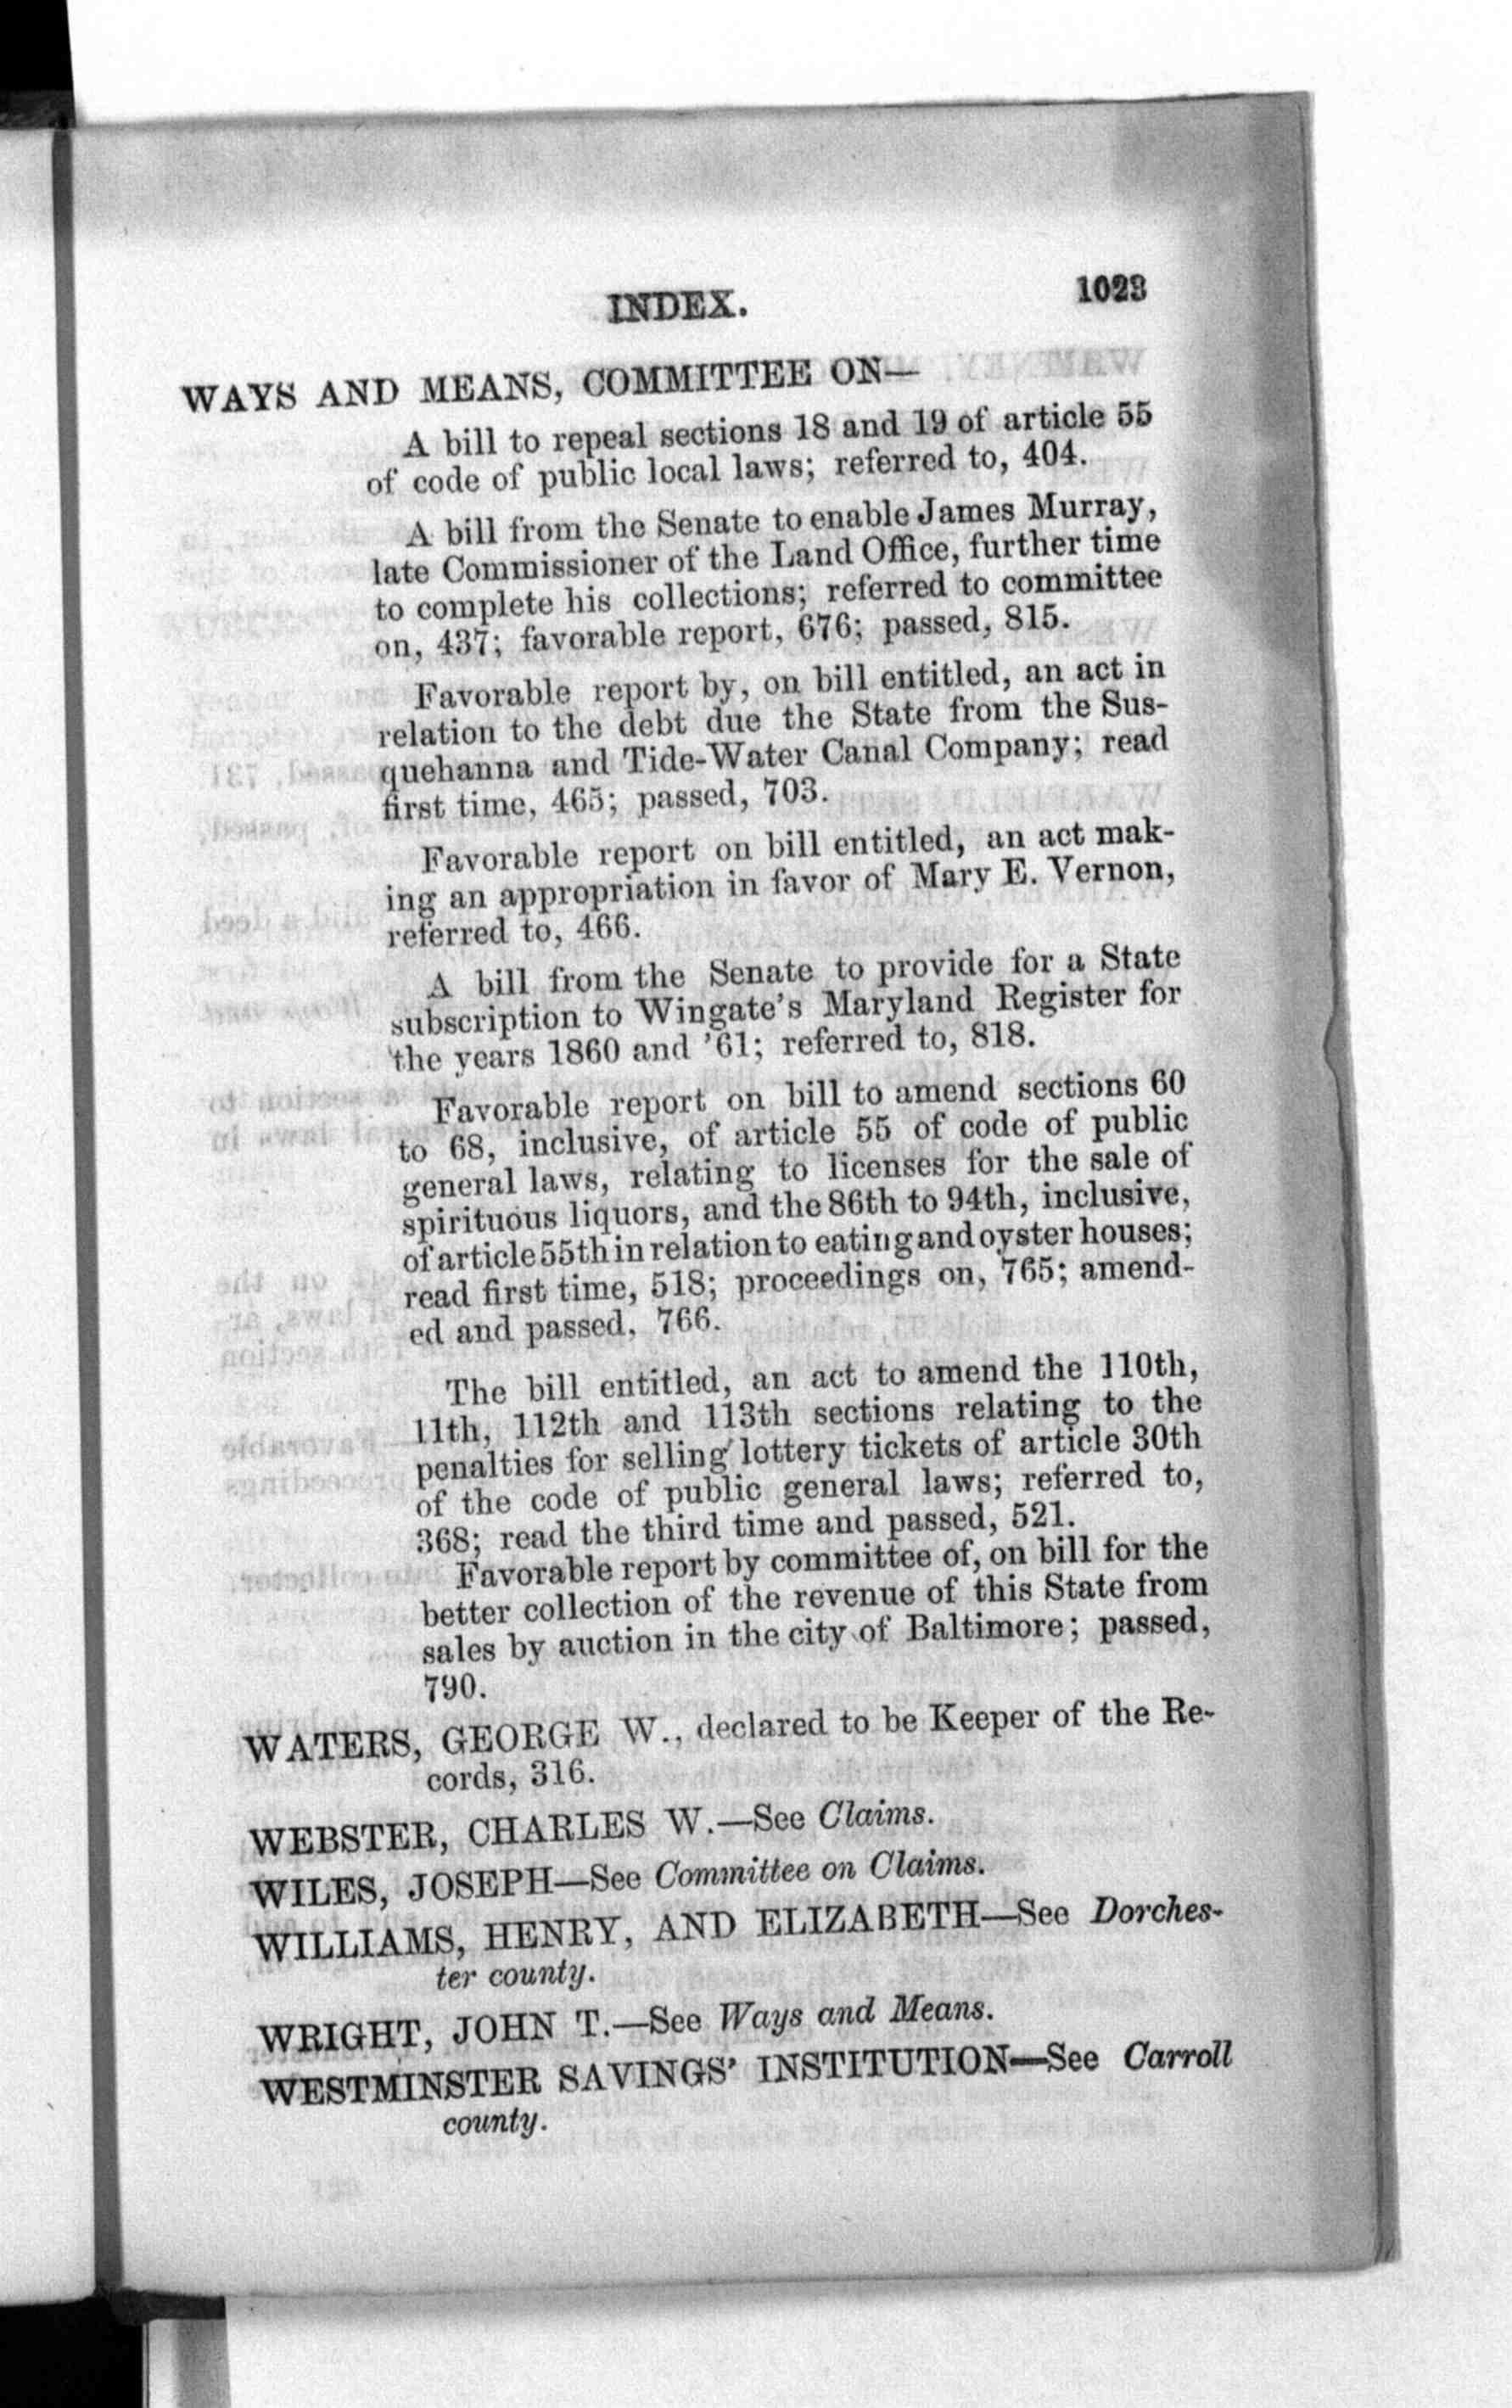 INDEX. 1023
WAYS AND MEANS, COMMITTEE ON—
A bill to repeal sections 18 and 19 of article 55
of code of public local laws; referred to, 404.
A bill from the Senate to enable James Murray,
late Commissioner of the Land Office, further time
to complete his collections; referred to committee
on, 437; favorable report, 676; passed, 815.
Favorable report by, on bill entitled, an act in
relation to the debt due the State from the Sus-
quehanna and Tide-Water Canal Company; read
first time, 465; passed, 703.
Favorable report on bill entitled, an act mak-
ing an appropriation in favor of Mary E. Vernon,
referred to, 466.
A bill from the Senate to provide for a State
subscription to Wingate's Maryland Register for
the years 1860 and '61; referred to, 818.
Favorable report on bill to amend sections 60
to 68, inclusive, of article 55 of code of public
general laws, relating to licenses for the sale of
spirituous liquors, and the 86th to 94th, inclusive,
of article 55th in relation to eating and oyster houses;
read first time, 518; proceedings on, 765; amend-
ed and passed, 766.
The bill entitled, an act to amend the 110th,
11th, 112th and 113th sections relating to the
penalties for selling lottery tickets of article 30th
of the code of public general laws; referred to,
368; read the third time and passed, 521.
Favorable report by committee of, on bill for the
better collection of the revenue of this State from
sales by auction in the city of Baltimore; passed,
790.
WATERS, GEORGE W., declared to be Keeper of the Re-
cords, 316.
WEBSTER, CHARLES W.—See Claims.
WILES, JOSEPH—See Committee on Claims.
WILLIAMS, HENRY, AND ELIZABETH—See Dorches-
ter county.
WRIGHT, JOHN T.—See Ways and Means.
WESTMINSTER SAVINGS' INSTITUTION—See Carroll
county.